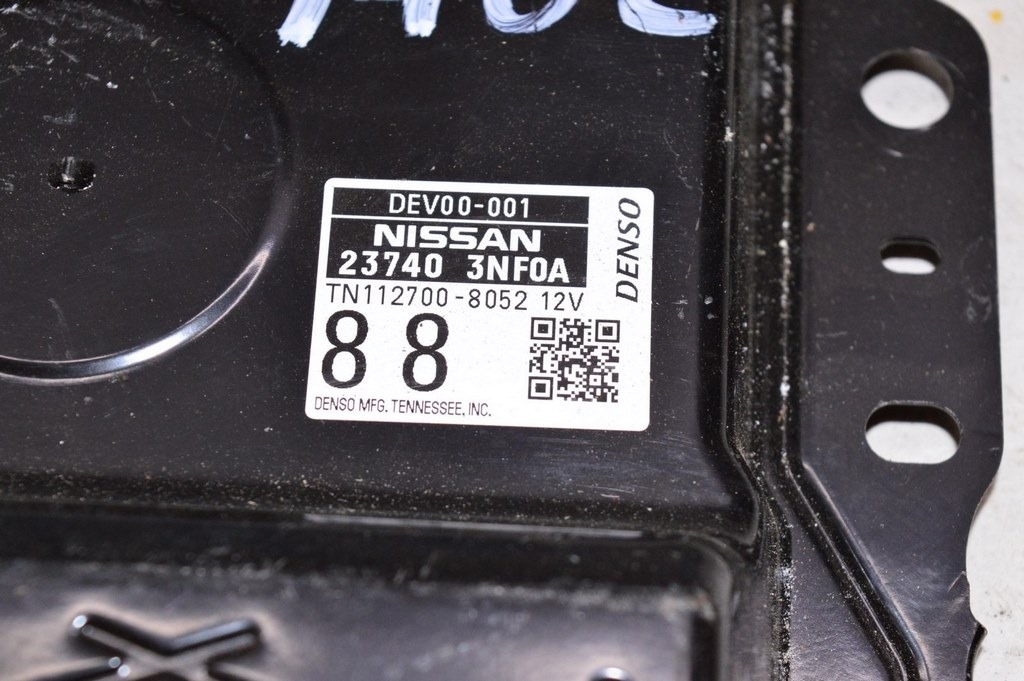 DEV00-001
NISSAN
23740 3NF0A
DENSO
TN112700-8052 12V
88
DENSO MFG. TENNESSEE, INC.